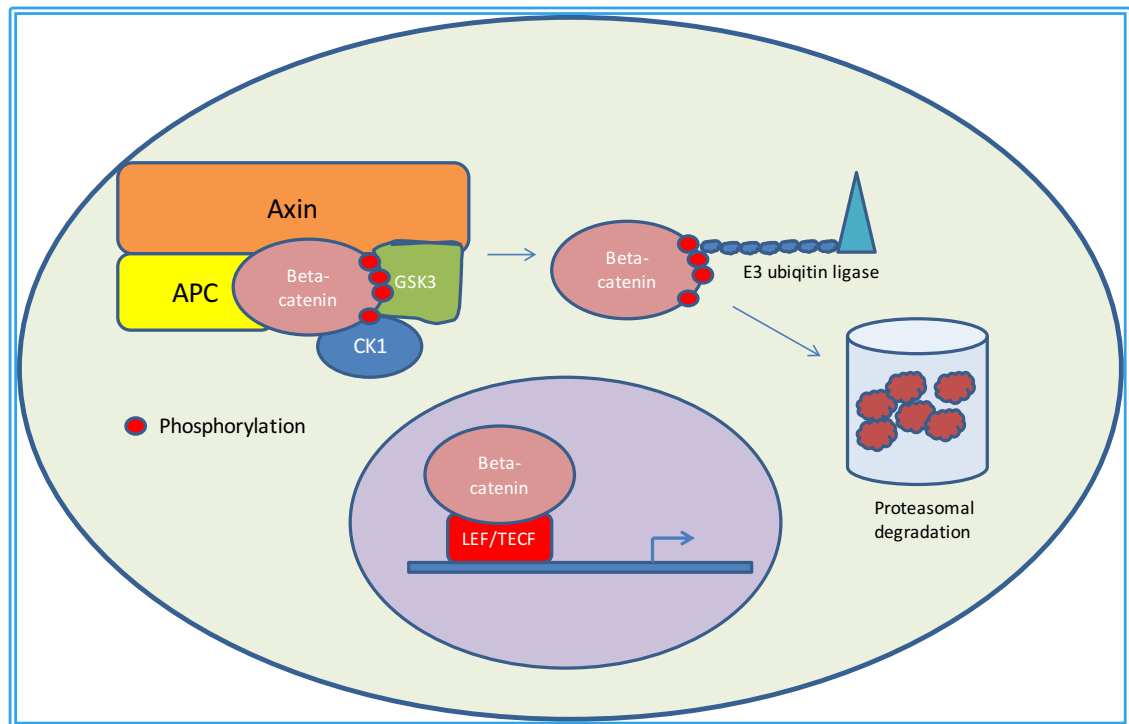 Axin
APC
Beta-
catenin
GSK3
CK1
Beta-
catenin
E3 ubiqitin ligase
Phosphorylation
Proteasomal
degradation
Beta-
catenin
LEF/TECF